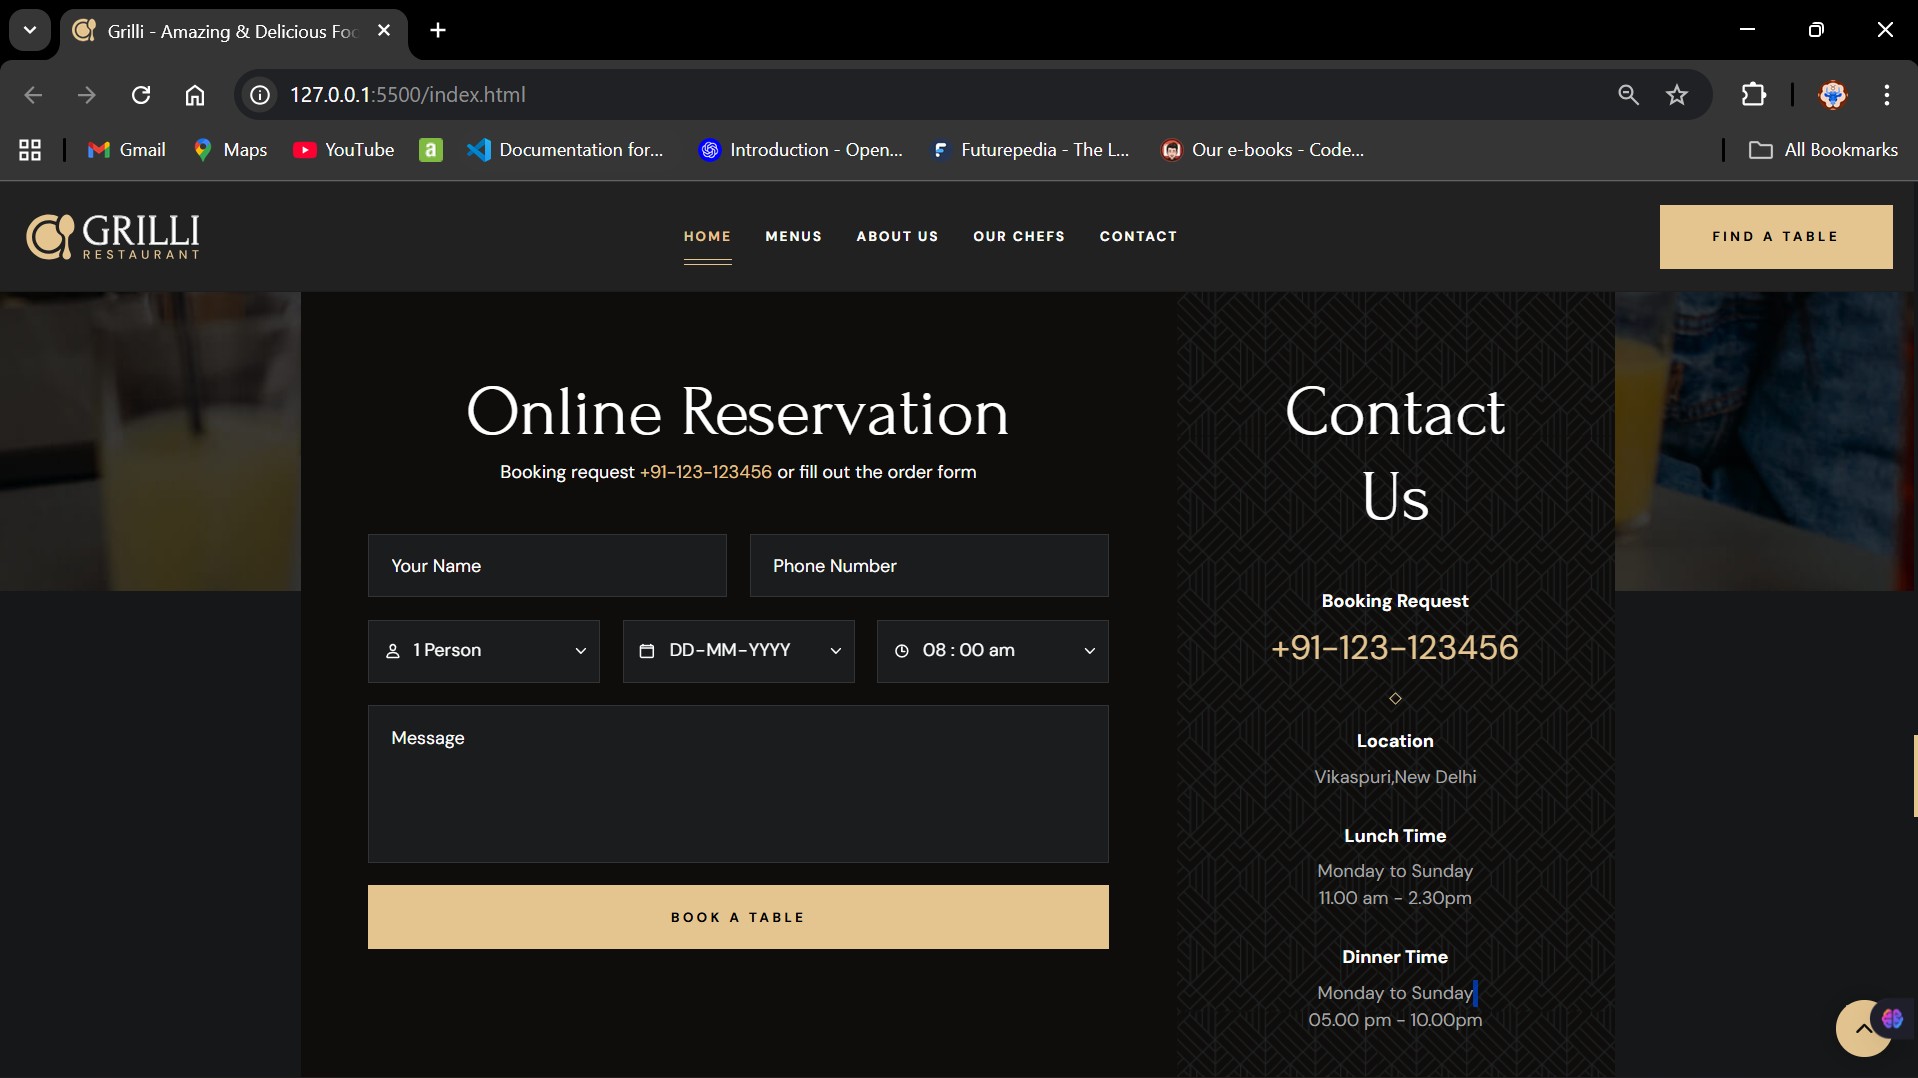 Grilli - Amazing & Delicious Foo
127.0.0.1:5500/index.html
Gmail
Maps
YouTube
Documentation for...
Introduction - Open...
Futurepedia - The L...
Our e-books - Code...
All Bookmarks
GRILLI
RESTAURANT
HOME
MENUS
ABOUT US
OUR CHEFS
CONTACT
FIND A TABLE
Online Reservation
Booking request +91-123-123456 or fill out the order form
Your Name
Phone Number
1 Person
DD-MM-YYYY
08 : 00 am
Message
BOOK A TABLE
Contact
Us
Booking Request
+91-123-123456
Location
Vikaspuri,New Delhi
Lunch Time
Monday to Sunday
11.00 am - 2.30pm
Dinner Time
Monday to Sunday
05.00 pm - 10.00pm